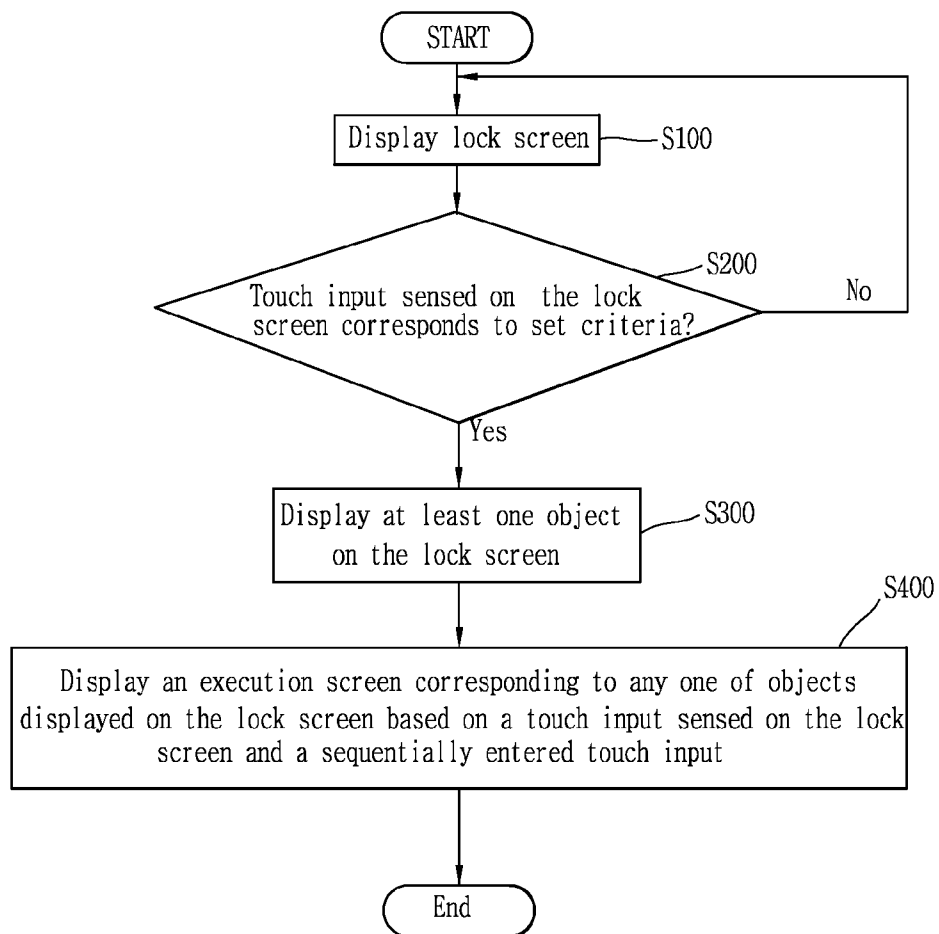 START
Display lock screen
S100
S200
Touch input sensed on the lock
screen corresponds to set criteria?
No
Yes
Display at least one object
on the lock screen
S300
S400
Display an execution screen corresponding to any one of objects
displayed on the lock screen based on a touch input sensed on the lock
screen and a sequentially entered touch input
End